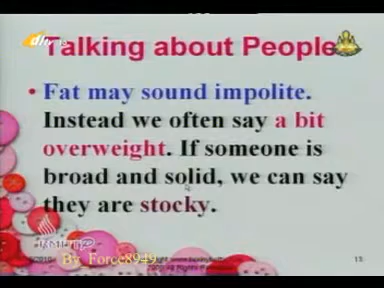 Talking about People
• Fat may sound impolite.
Instead we often say a bit
overweight. If someone is
broad and solid, we can say
they are stocky.
By Force8949
13